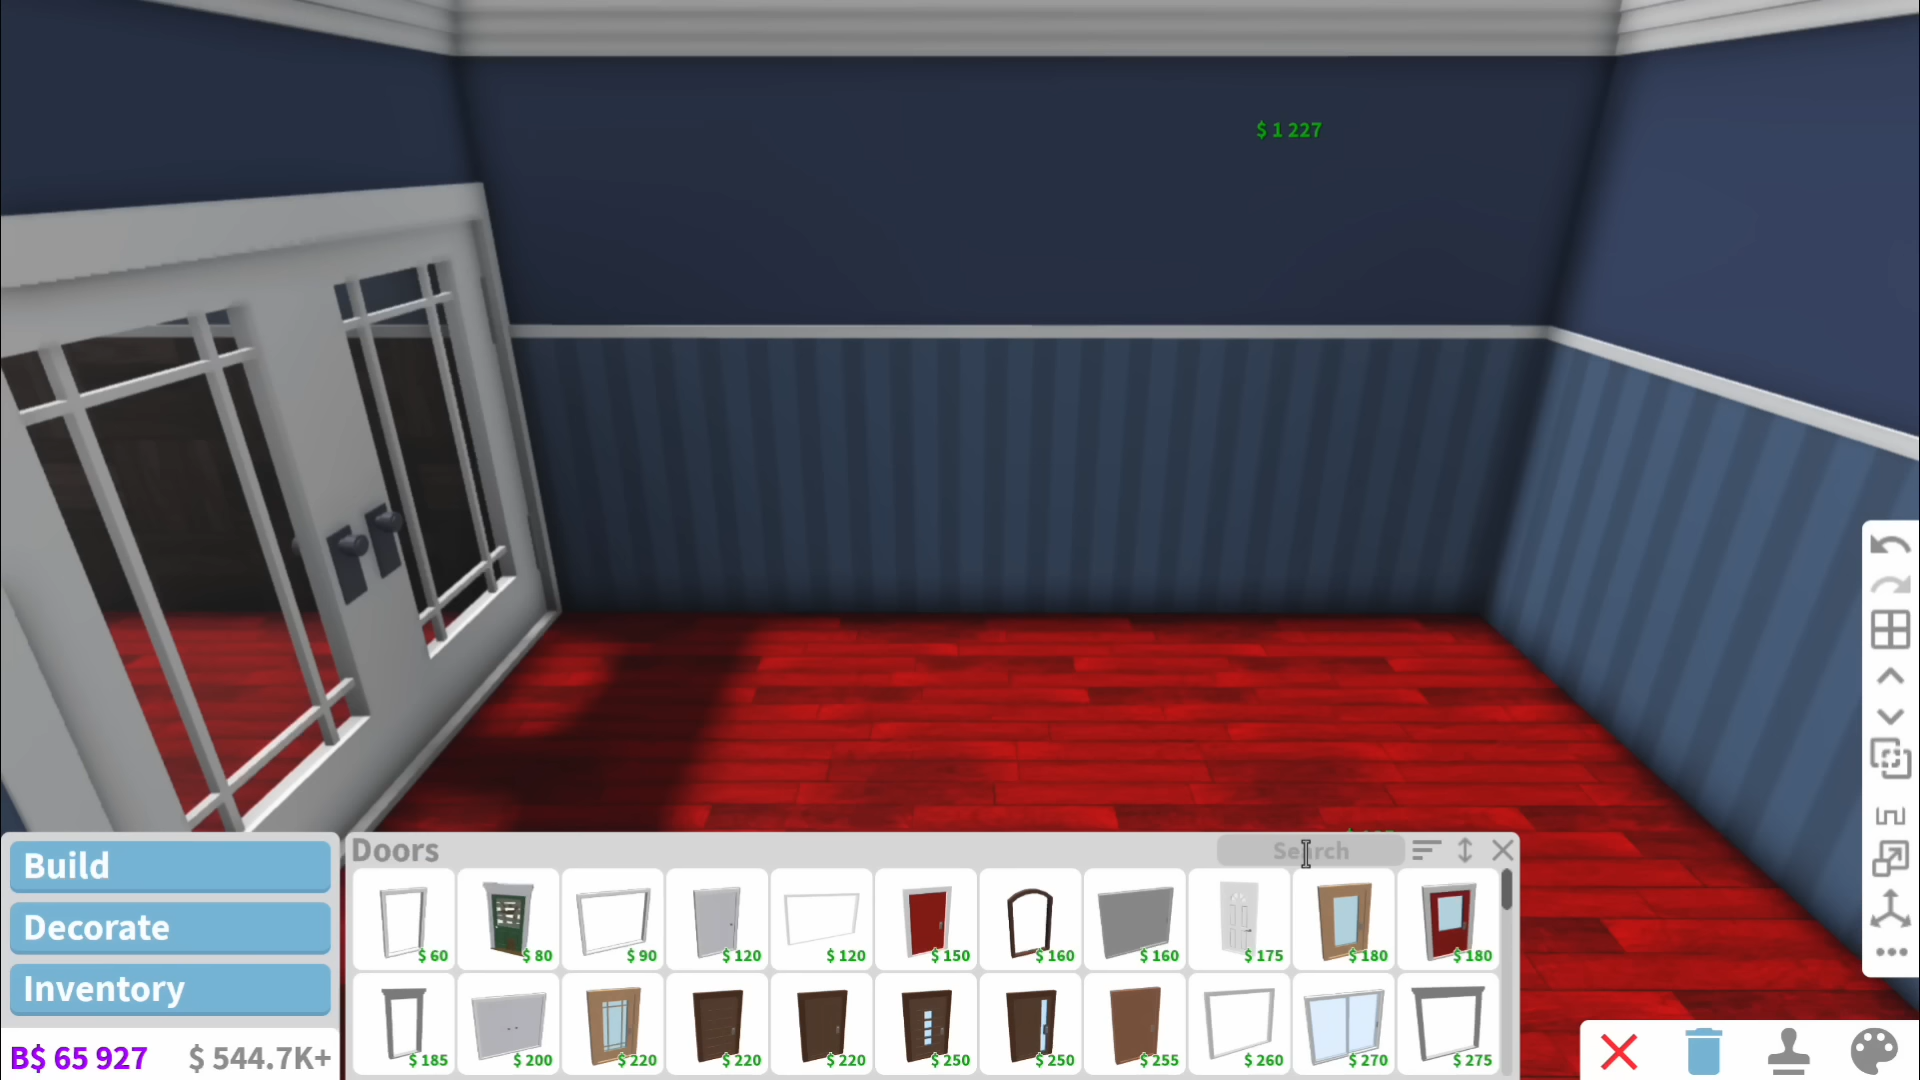 $ 1 227
Build
Decorate
Inventory
B$ 65 927 $ 544.7K+
Doors
Search
$ 60 $ 80 $ 90 $ 120 $ 120 $ 150 $ 160 $ 160 $ 175 $ 180 $ 180
$ 185 $ 200 $ 220 $ 220 $ 220 $ 250 $ 250 $ 255 $ 260 $ 270 $ 275